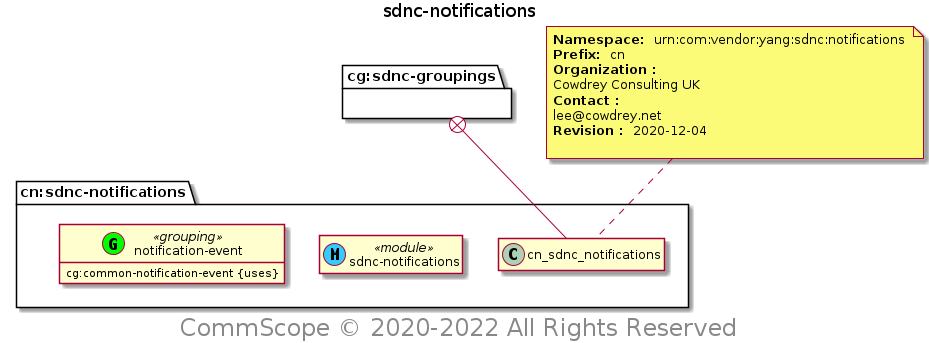 sdnc-notifications
Namespace: urn:com:vendor:yang:sdnc:notifications
Prefix: cn
Organization :
Cowdrey Consulting UK
Contact :
lee@cowdrey.net
Revision : 2020-12-04
cg:sdnc-groupings
cn:sdnc-notifications
G
«grouping»
notification-event
cg:common-notification-event {uses}
M
«module»
sdnc-notifications
C
cn_sdnc_notifications
CommScope © 2020-2022 All Rights Reserved